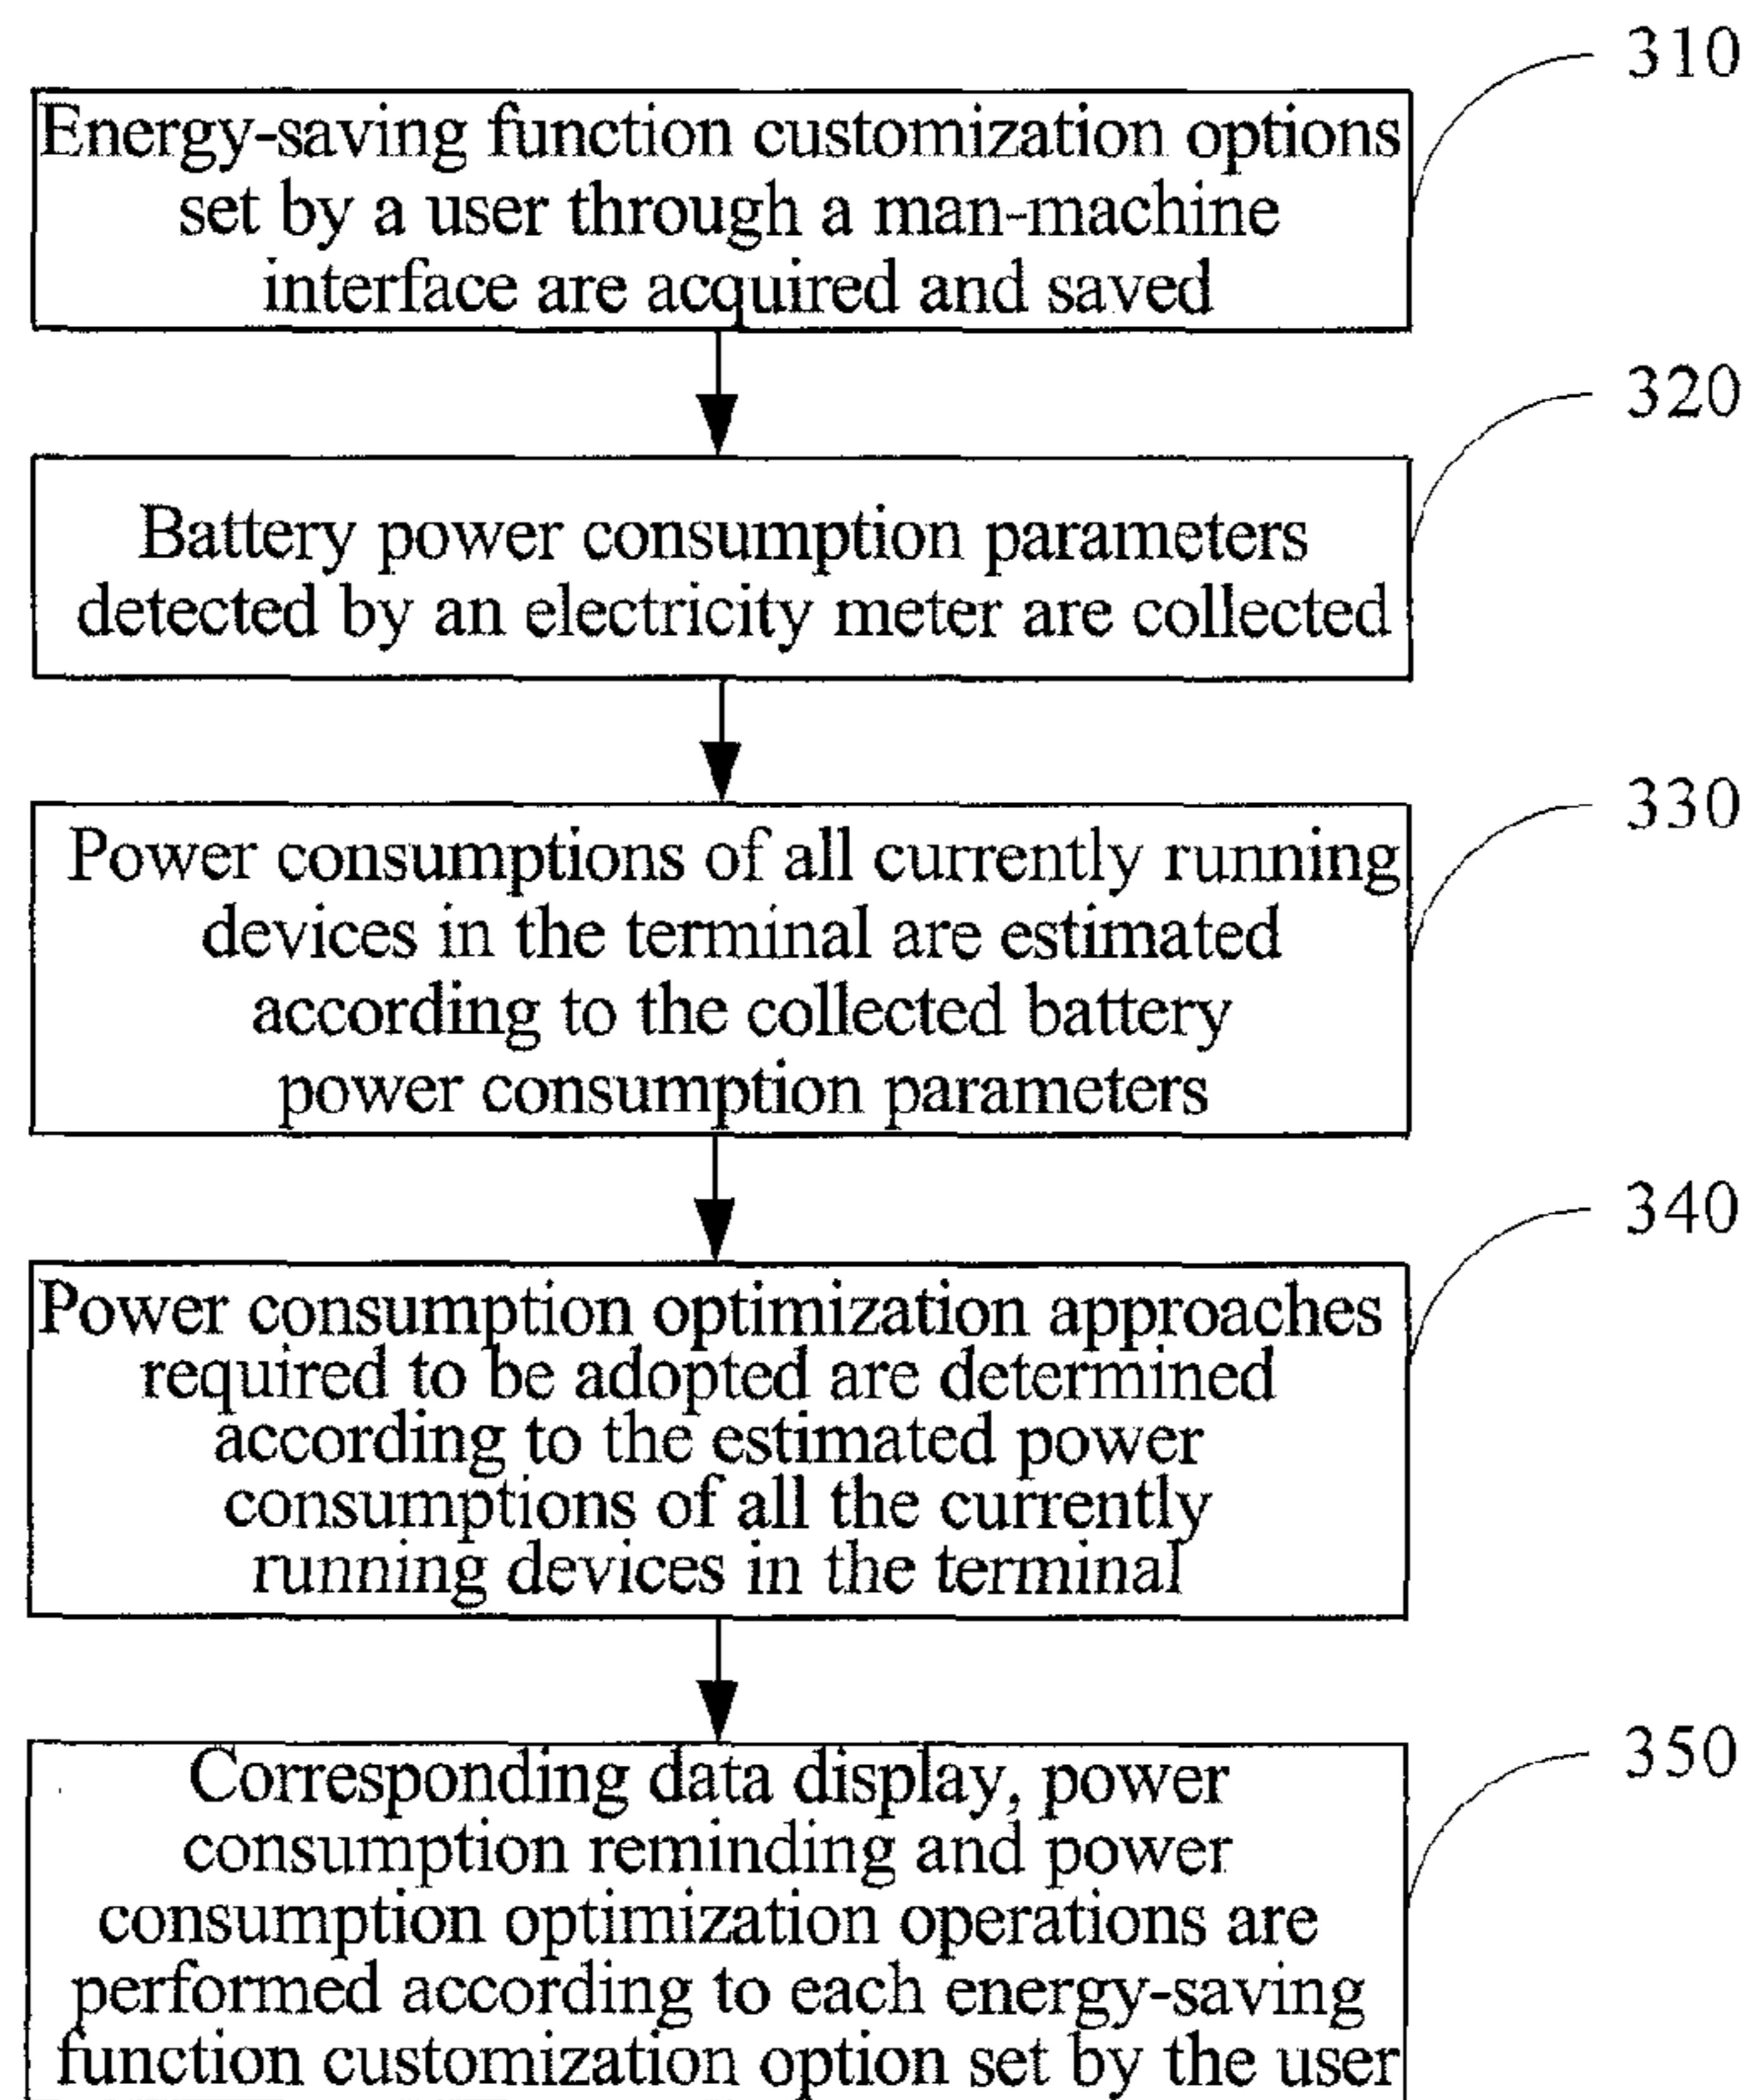 310
Energy-saving function customization options
set by a user through a man-machine
interface are acquired and saved
320
Battery power consumption parameters
detected by an electricity meter are collected
330
Power consumptions of all currently running
devices in the terminal are estimated
according to the collected battery
power consumption parameters
340
Power consumption optimization approaches
required to be adopted are determined
according to the estimated power
consumptions of all the currently
running devices in the terminal
350
Corresponding data display, power
consumption reminding and power
consumption optimization operations are
performed according to each energy-saving
function customization option set by the user